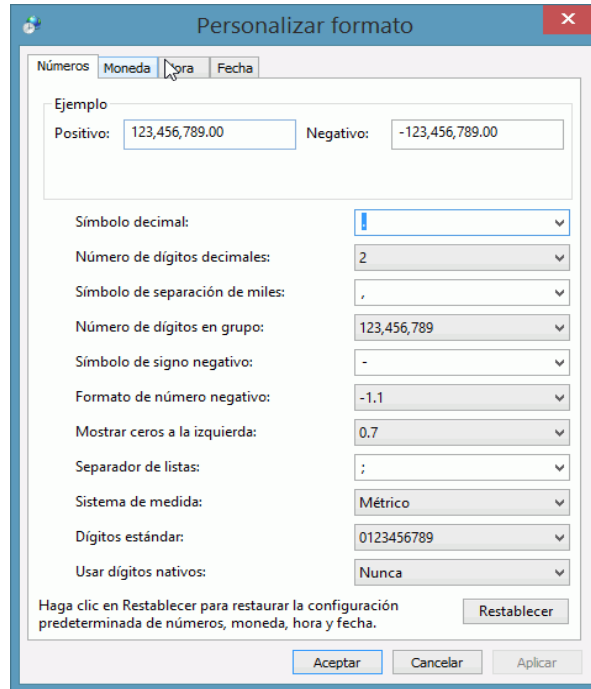 Personalizar formato
Números Moneda Hora Fecha
Ejemplo
Positivo: 123,456,789.00 Negativo: -123,456,789.00
Símbolo decimal: .
Número de dígitos decimales: 2
Símbolo de separación de miles: ,
Número de dígitos en grupo: 123,456,789
Símbolo de signo negativo: -
Formato de número negativo: -1.1
Mostrar ceros a la izquierda: 0.7
Separador de listas: ;
Sistema de medida: Métrico
Dígitos estándar: 0123456789
Usar dígitos nativos: Nunca
Haga clic en Restablecer para restaurar la configuración
predeterminada de números, moneda, hora y fecha.
Restablecer
Aceptar Cancelar Aplicar